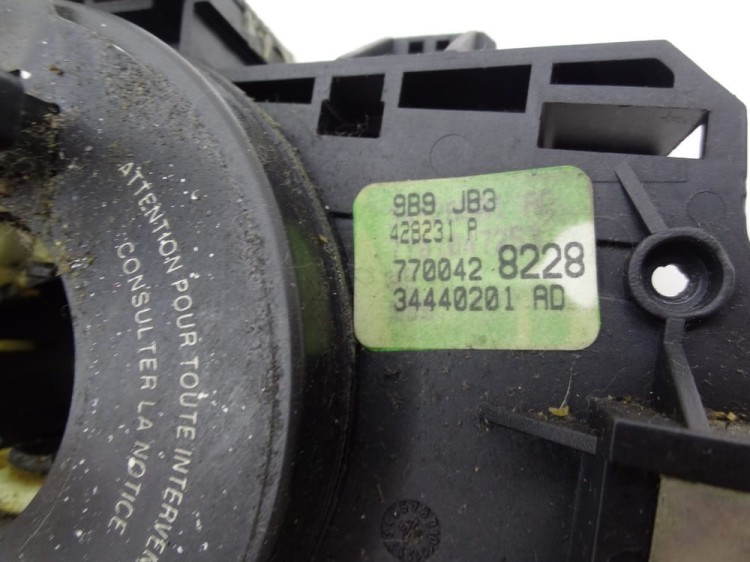 9B9 JB3
428231 A
770042 8228
34440201 AD
ATTENTION POUR TOUTE INTERVEN
CONSULTER LA NOTICE